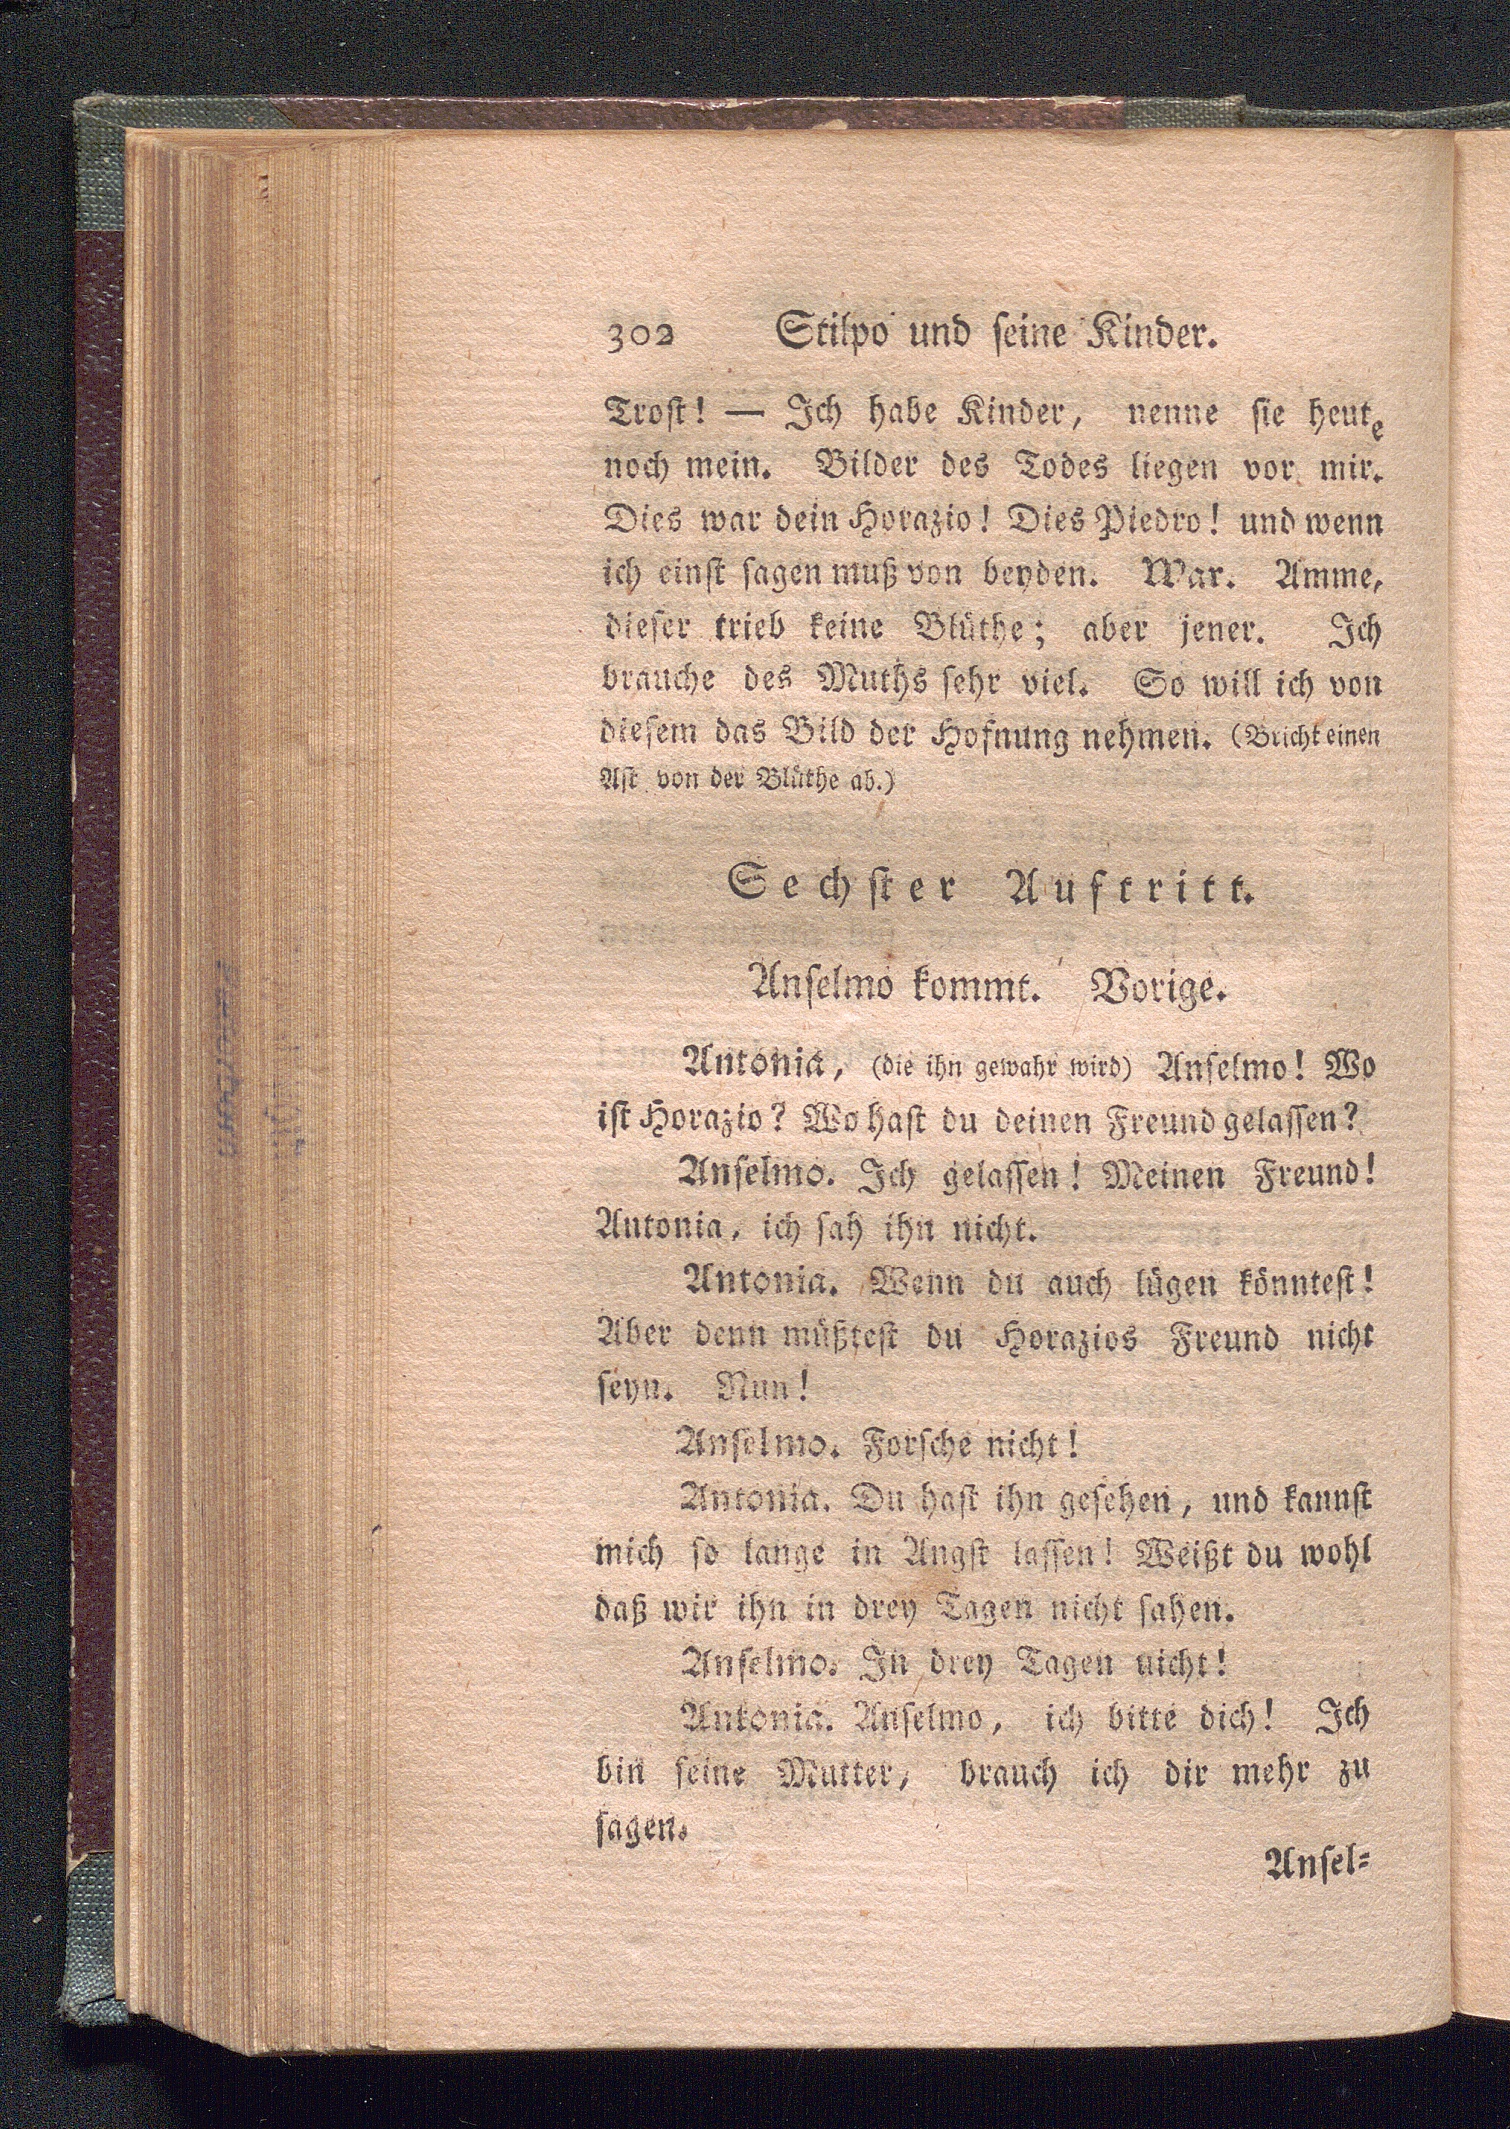 302 Stilpo und ſeine Kinder.
Troſt! — Ich habe Kinder, nenne ſie heute
noch mein. Bilder des Todes liegen vor mir.
Dies war dein Horazio! Dies Piedro! und wenn
ich einſt ſagen muß von beyden. War. Amme,
dieſer trieb keine Blüthe; aber jener. Ich
brauche des Muths ſehr viel. So will ich von
dieſem das Bild der Hofnung nehmen. (Bricht einen
Aſt von der Blüthe ab.)
Sechſter Auftritt.
Anſelmo kommt. Vorige.
Antonia, (die ihn gewahr wird) Anſelmo! Wo
iſt Horazio? Wo haſt du deinen Freund gelaſſen?
Anſelmo. Ich gelaſſen! Meinen Freund!
Antonia, ich ſah ihn nicht.
Antonia. Wenn du auch lügen könnteſt!
Aber denn müßteſt du Horazios Freund nicht
ſeyn. Nun!
Anſelmo. Forſche nicht!
Antonia. Du haſt ihn geſehen, und kannſt
mich ſo lange in Angſt laſſen! Weißt du wohl
daß wir ihn in drey Tagen nicht ſahen.
Anſelmo. In drey Tagen nicht!
Antonia. Anſelmo, ich bitte dich! Ich
bin ſeine Mutter, brauch ich dir mehr zu
ſagen.
Anſel-